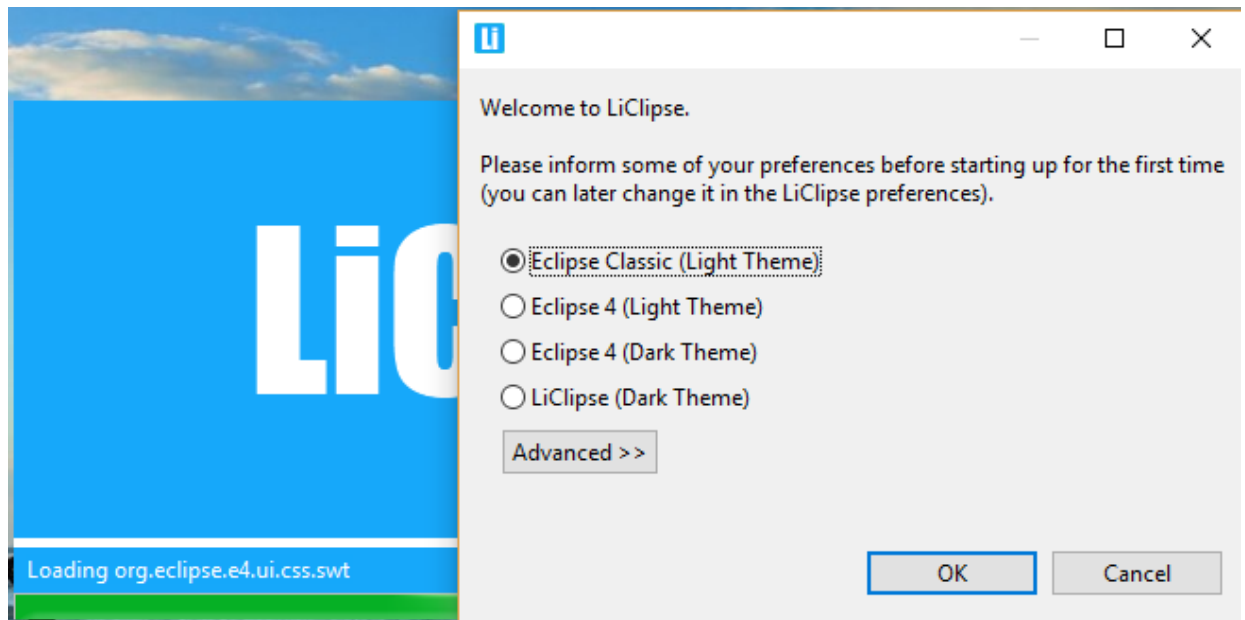 Li
Welcome to LiClipse.
Please inform some of your preferences before starting up for the first time
(you can later change it in the LiClipse preferences).
Eclipse Classic (Light Theme)
Eclipse 4 (Light Theme)
Eclipse 4 (Dark Theme)
LiClipse (Dark Theme)
Advanced >>
OK Cancel
LiC
Loading org.eclipse.e4.ui.css.swt